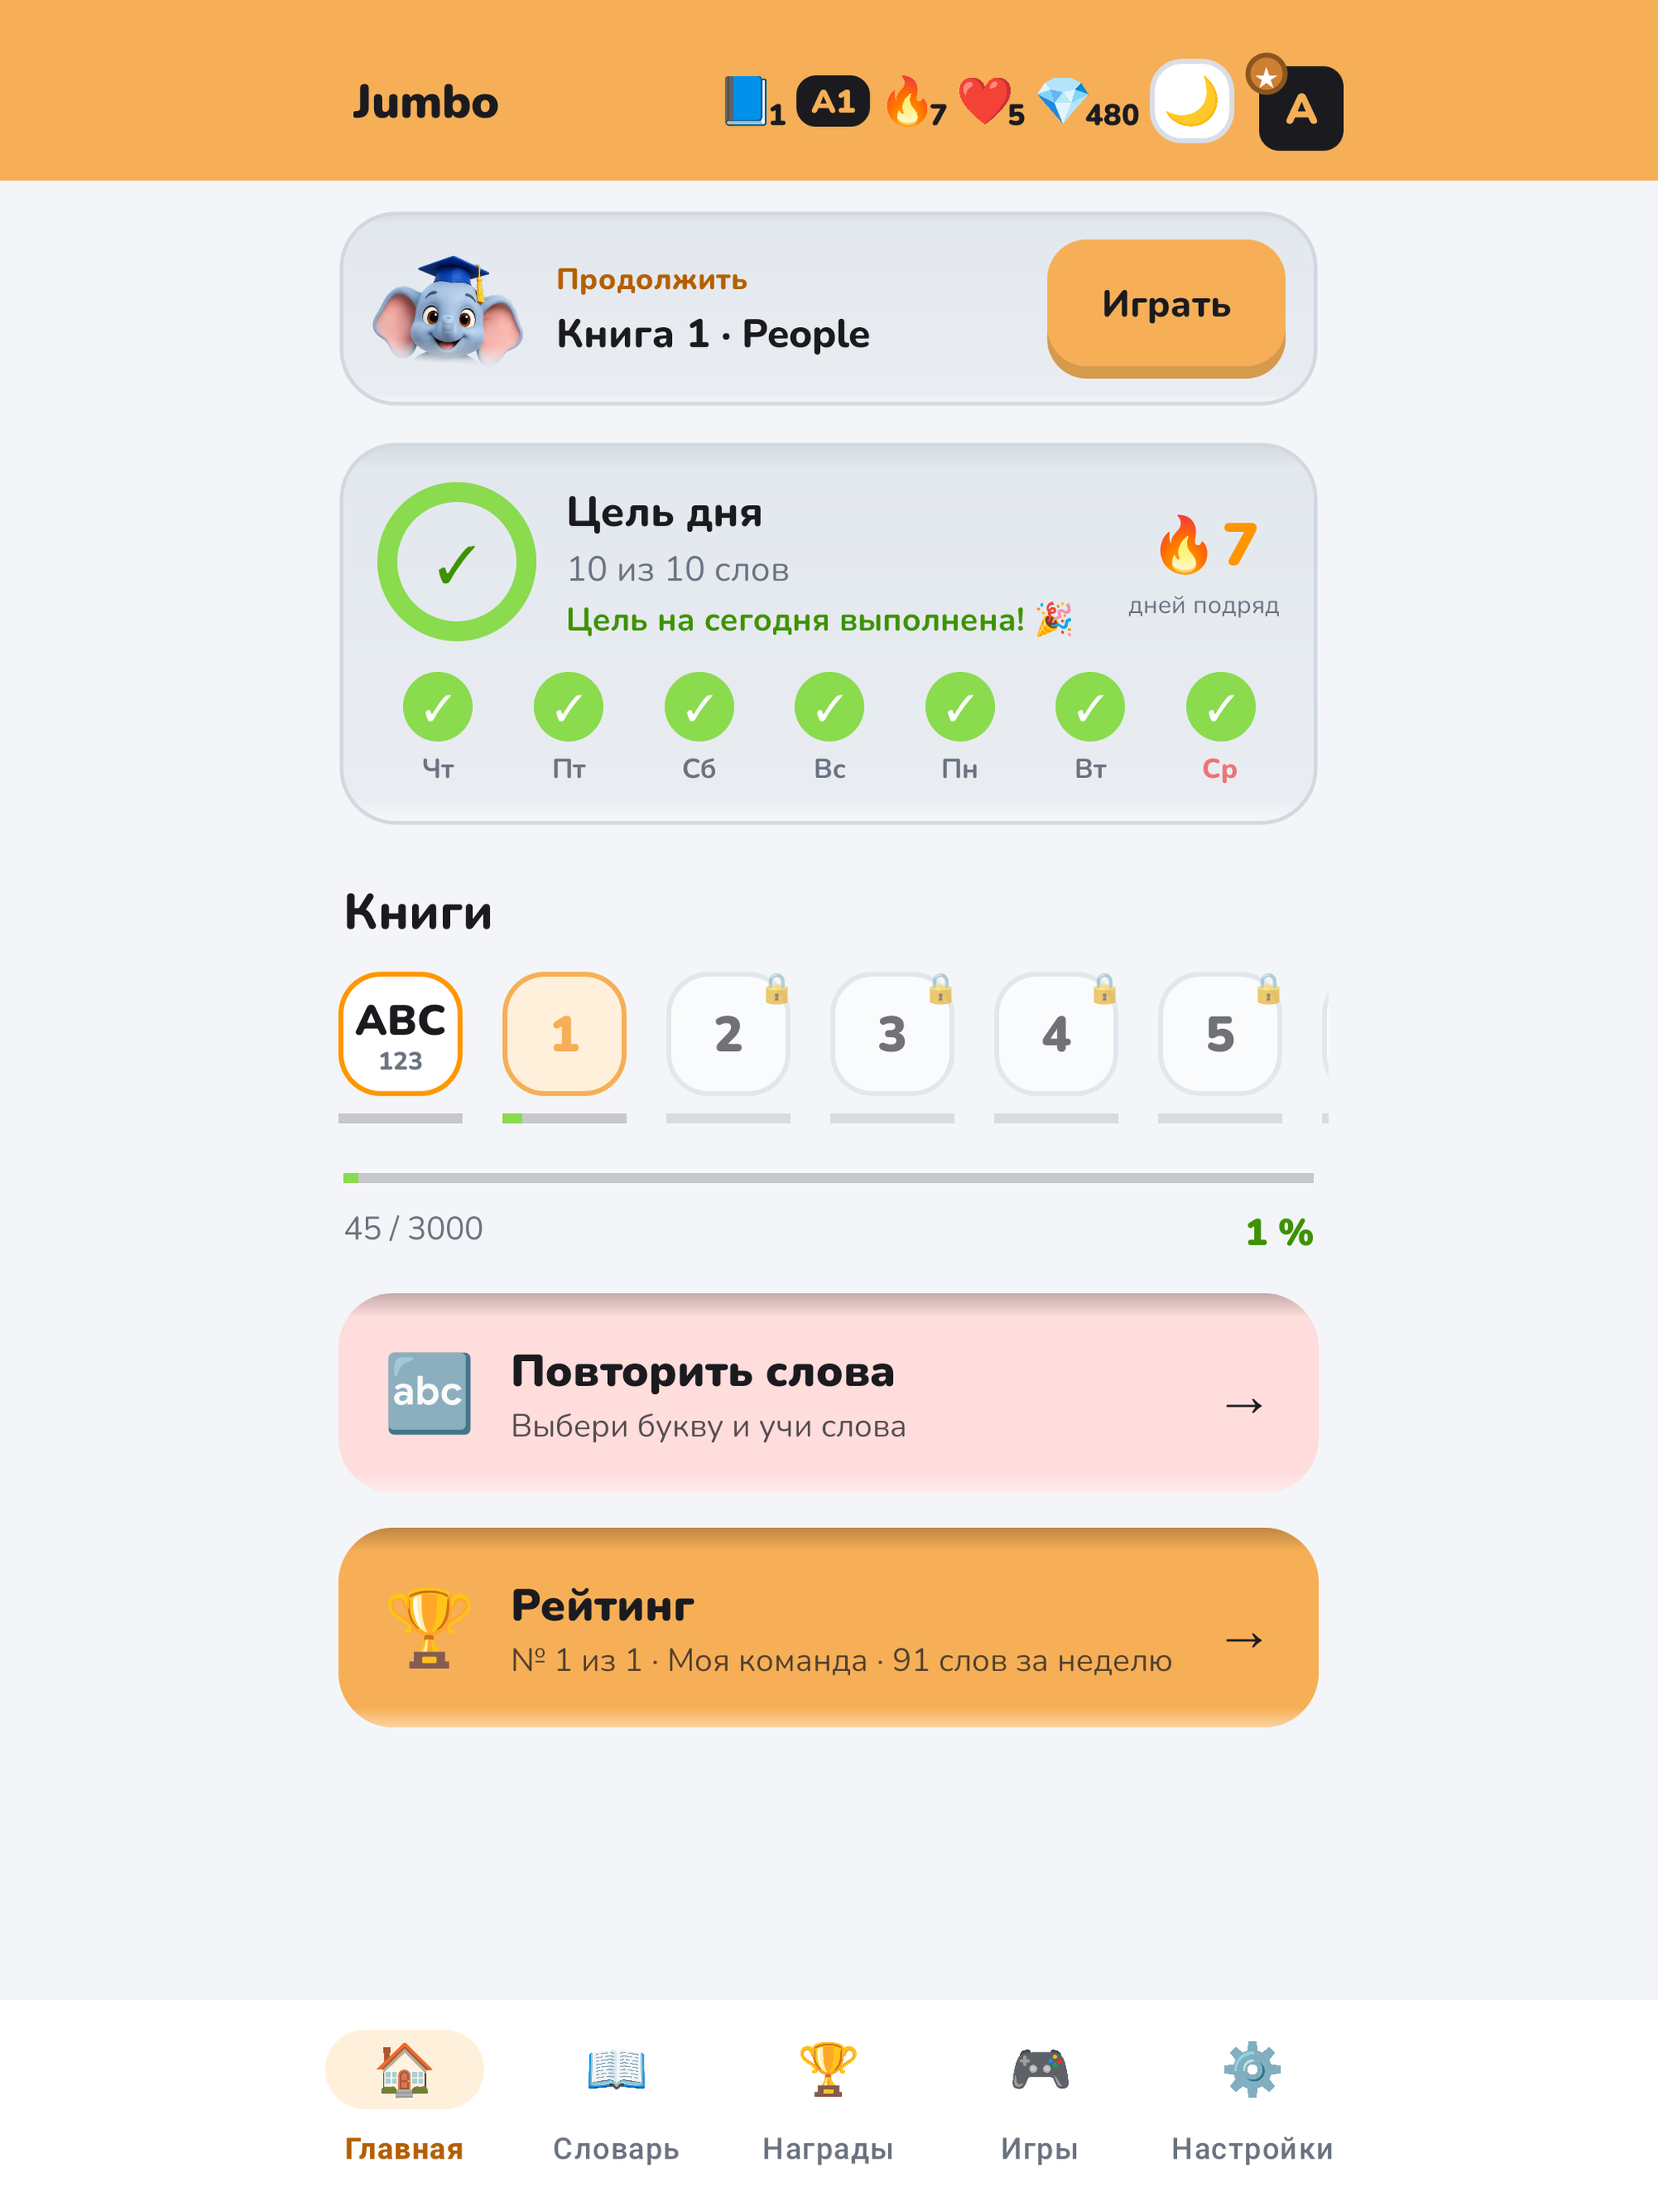 Jumbo
1 A1 7 5 480 A
Продолжить
Книга 1 · People
Играть
Цель дня
10 из 10 слов
Цель на сегодня выполнена!
7
дней подряд
Чт Пт Сб Вс Пн Вт Ср
Книги
ABC 1 2 3 4 5
123
45 / 3000 1 %
abc
Повторить слова
Выбери букву и учи слова
→
Рейтинг
№ 1 из 1 · Моя команда · 91 слов за неделю
→
Главная Словарь Награды Игры Настройки